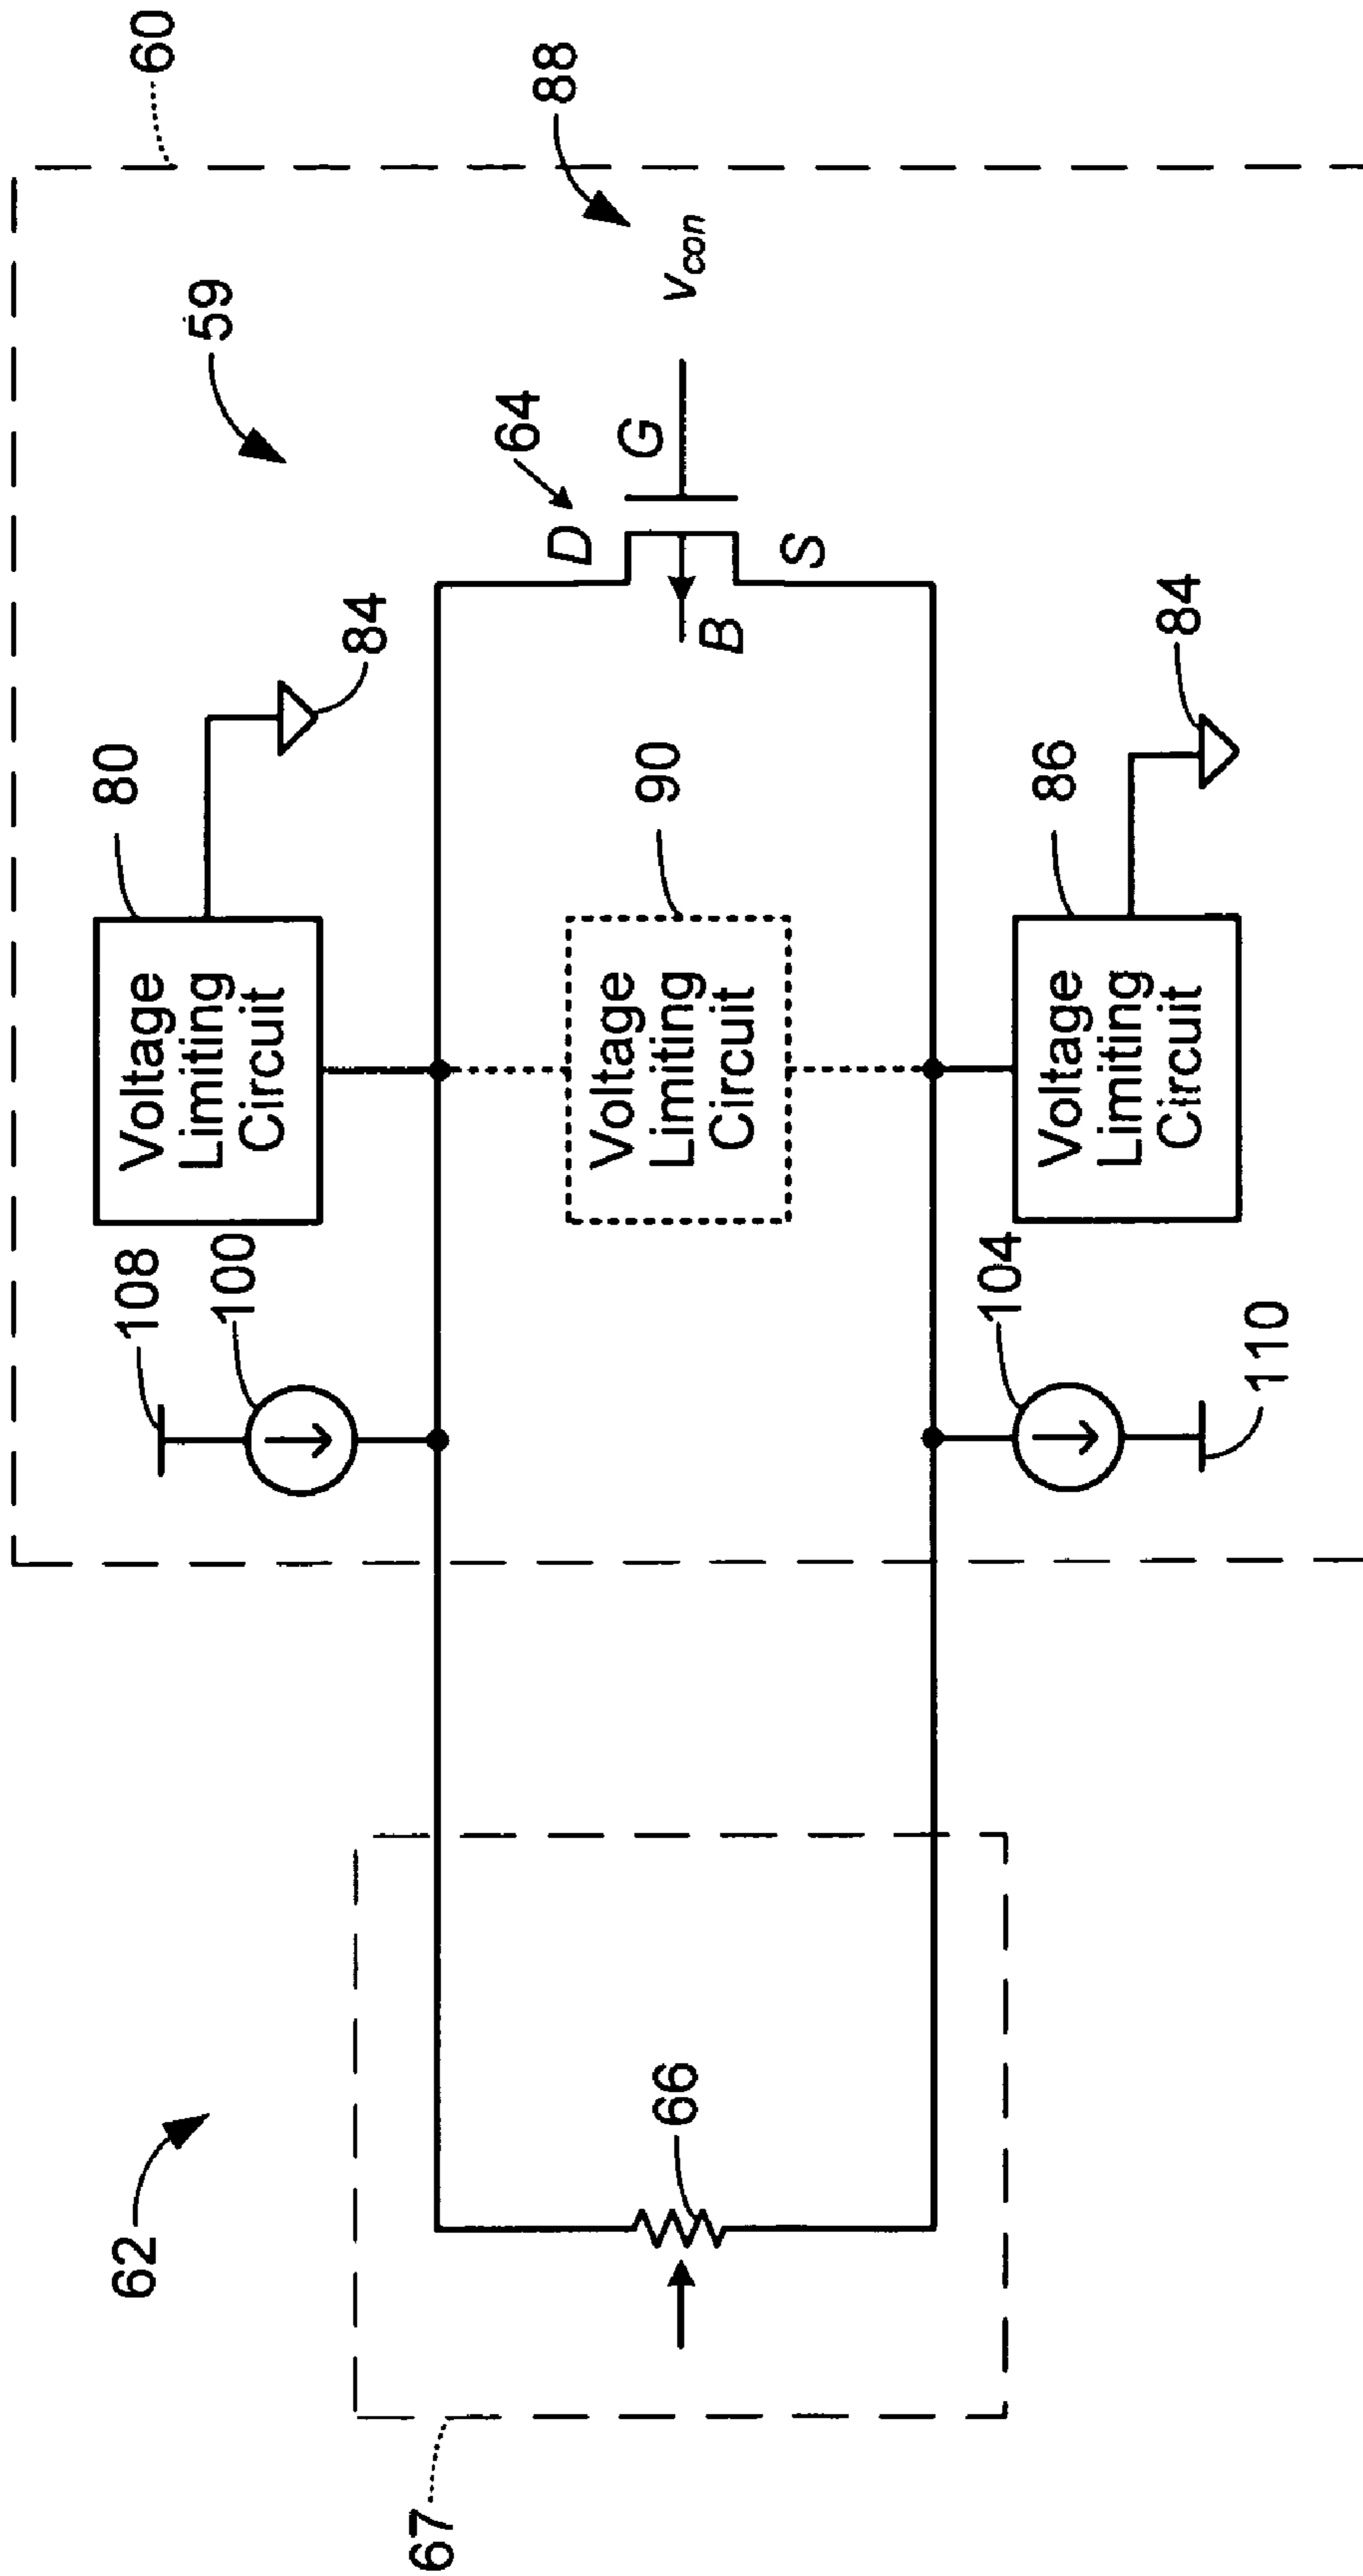 60
59
88
v_con
64
D
G
B
S
80
84
Voltage
Limiting
Circuit
90
Voltage
Limiting
Circuit
86
84
Voltage
Limiting
Circuit
108
100
104
110
62
66
67